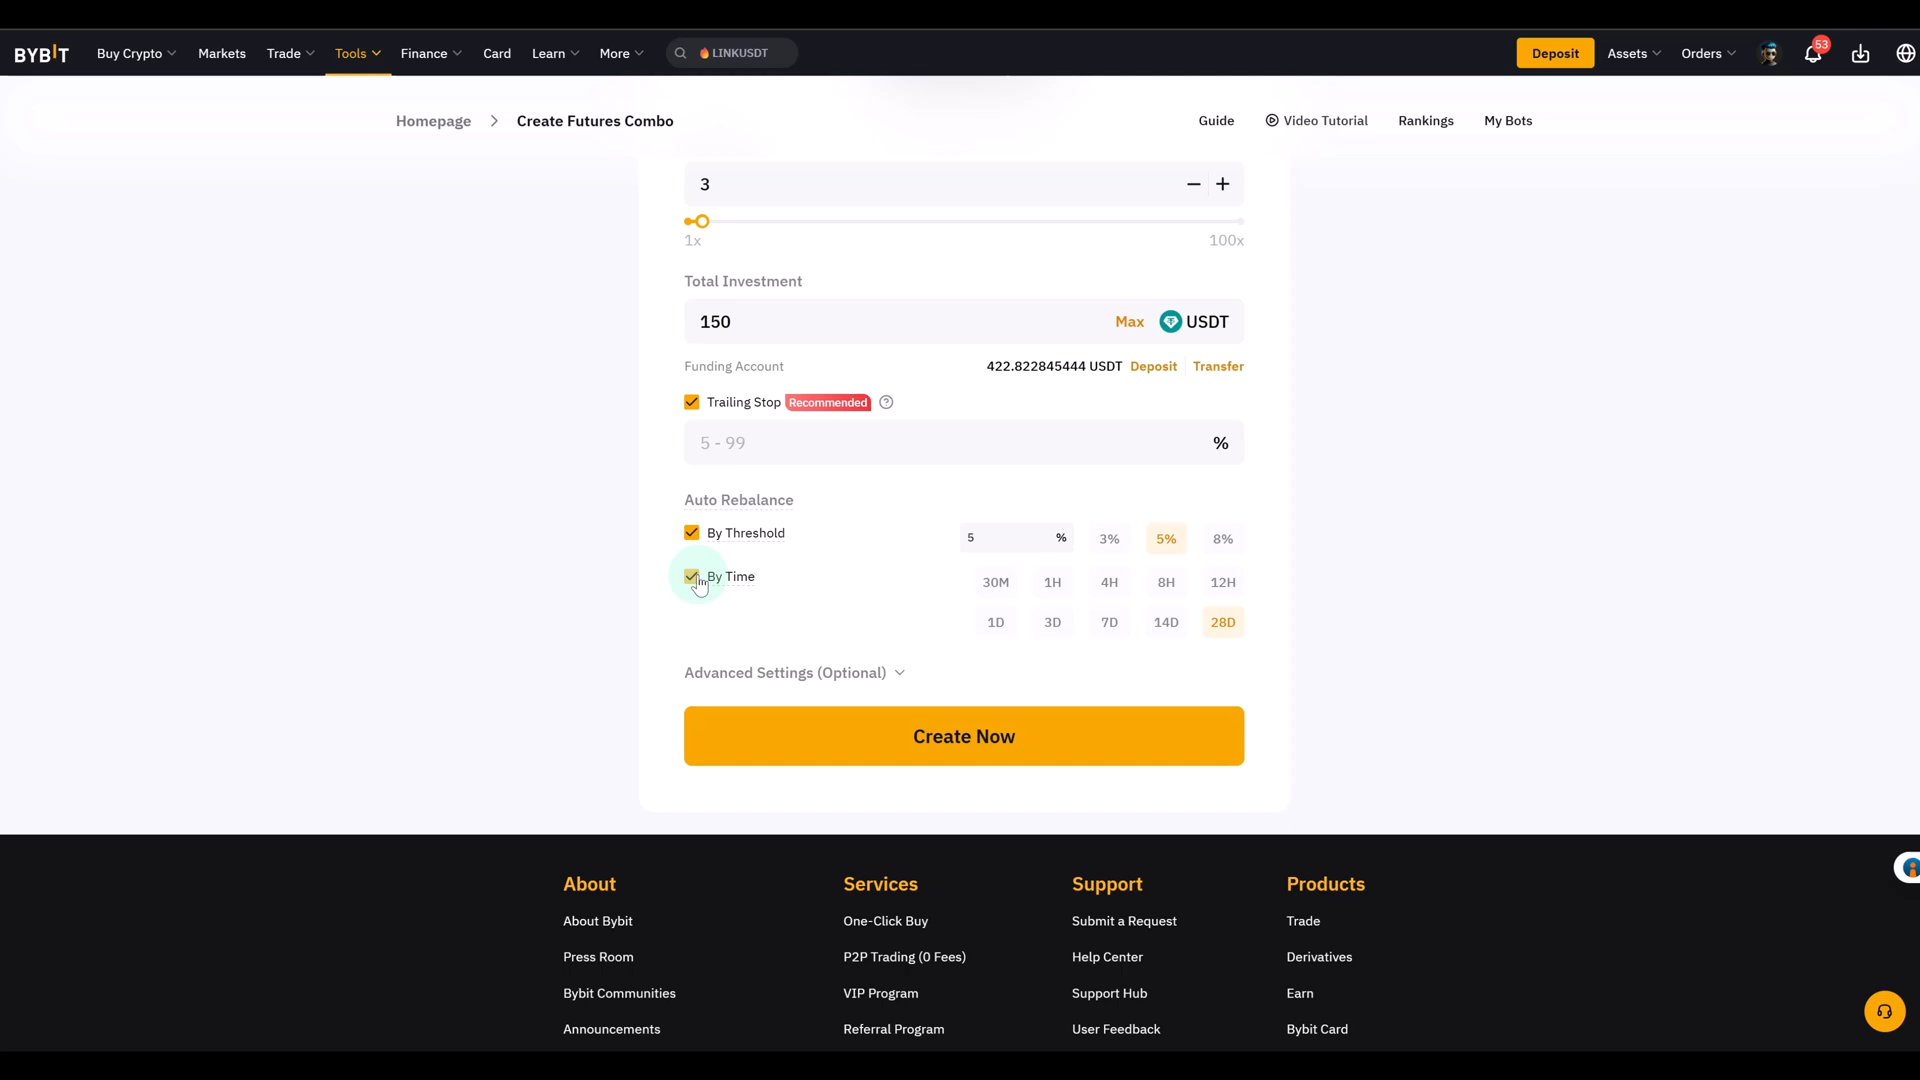 BYBIT Buy Crypto Markets Trade Tools Finance Card Learn More LINKUSDT Deposit Assets Orders 53
Homepage > Create Futures Combo Guide Video Tutorial Rankings My Bots
3 − +
1x 100x
Total Investment
150 Max USDT
Funding Account 422.822845444 USDT Deposit Transfer
Trailing Stop Recommended ?
5 - 99 %
Auto Rebalance
By Threshold 5 % 3% 5% 8%
By Time 30M 1H 4H 8H 12H
1D 3D 7D 14D 28D
Advanced Settings (Optional)
Create Now
About Services Support Products
About Bybit One-Click Buy Submit a Request Trade
Press Room P2P Trading (0 Fees) Help Center Derivatives
Bybit Communities VIP Program Support Hub Earn
Announcements Referral Program User Feedback Bybit Card